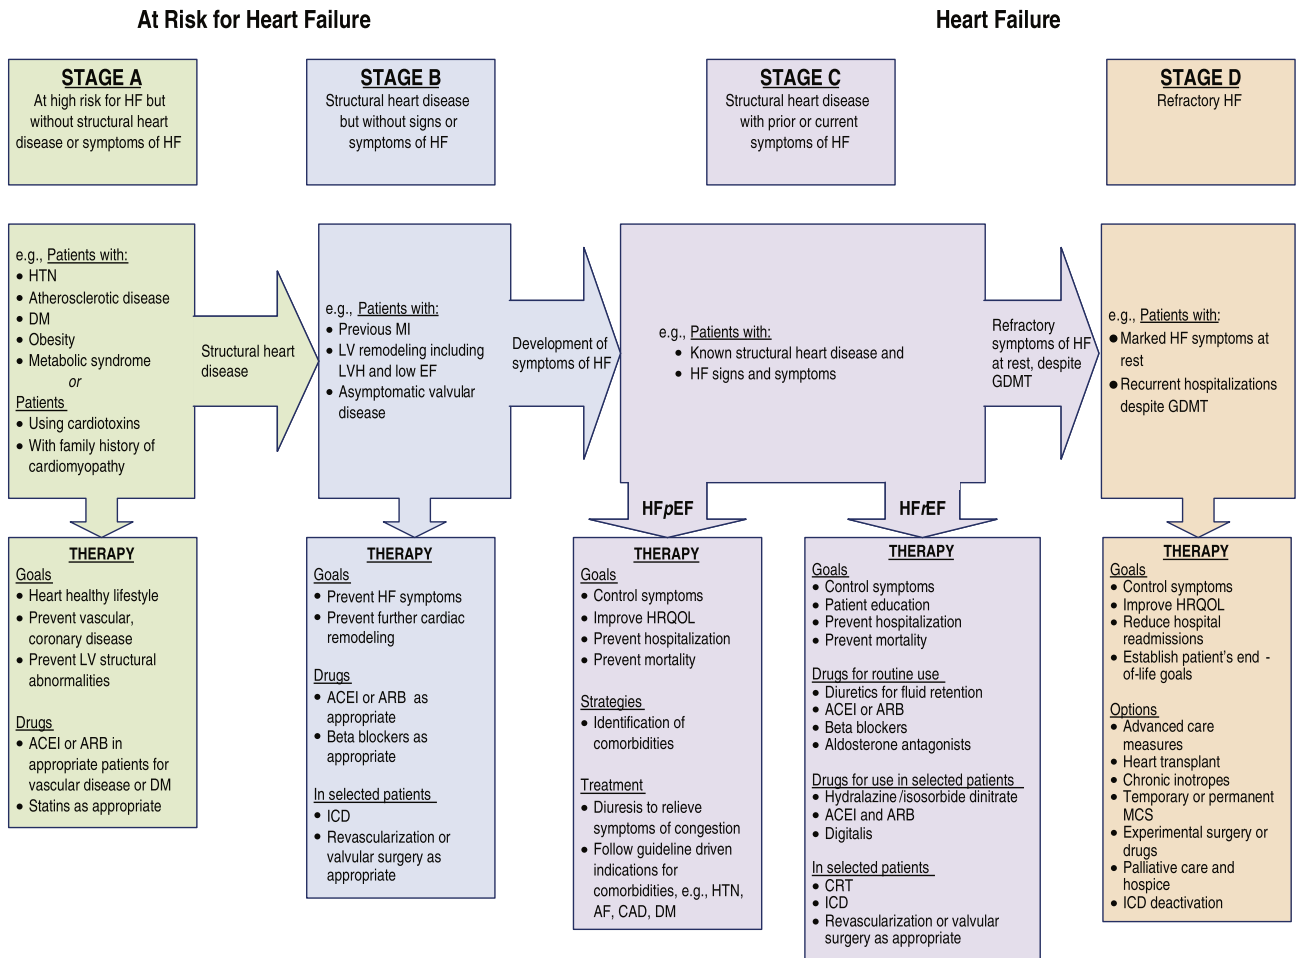 At Risk for Heart Failure
Heart Failure
STAGE A
At high risk for HF but
without structural heart
disease or symptoms of HF
STAGE B
Structural heart disease
but without signs or
symptoms of HF
STAGE C
Structural heart disease
with prior or current
symptoms of HF
STAGE D
Refractory HF
e.g., Patients with:
● HTN
● Atherosclerotic disease
● DM
● Obesity
● Metabolic syndrome
or
Patients
● Using cardiotoxins
● With family history of
cardiomyopathy
Structural heart
disease
e.g., Patients with:
● Previous MI
● LV remodeling including
LVH and low EF
● Asymptomatic valvular
disease
Development of
symptoms of HF
e.g., Patients with:
● Known structural heart disease and
● HF signs and symptoms
Refractory
symptoms of HF
at rest, despite
GDMT
e.g., Patients with:
● Marked HF symptoms at
rest
● Recurrent hospitalizations
despite GDMT
HFpEF
HFrEF
THERAPY
Goals
● Heart healthy lifestyle
● Prevent vascular,
coronary disease
● Prevent LV structural
abnormalities
Drugs
● ACEI or ARB in
appropriate patients for
vascular disease or DM
● Statins as appropriate
THERAPY
Goals
● Prevent HF symptoms
● Prevent further cardiac
remodeling
Drugs
● ACEI or ARB as
appropriate
● Beta blockers as
appropriate
In selected patients
● ICD
● Revascularization or
valvular surgery as
appropriate
THERAPY
Goals
● Control symptoms
● Improve HRQOL
● Prevent hospitalization
● Prevent mortality
Strategies
● Identification of
comorbidities
Treatment
● Diuresis to relieve
symptoms of congestion
● Follow guideline driven
indications for
comorbidities, e.g., HTN,
AF, CAD, DM
THERAPY
Goals
● Control symptoms
● Patient education
● Prevent hospitalization
● Prevent mortality
Drugs for routine use
● Diuretics for fluid retention
● ACEI or ARB
● Beta blockers
● Aldosterone antagonists
Drugs for use in selected patients
● Hydralazine/isosorbide dinitrate
● ACEI and ARB
● Digitalis
In selected patients
● CRT
● ICD
● Revascularization or valvular
surgery as appropriate
THERAPY
Goals
● Control symptoms
● Improve HRQOL
● Reduce hospital
readmissions
● Establish patient's end -
of-life goals
Options
● Advanced care
measures
● Heart transplant
● Chronic inotropes
● Temporary or permanent
MCS
● Experimental surgery or
drugs
● Palliative care and
hospice
● ICD deactivation